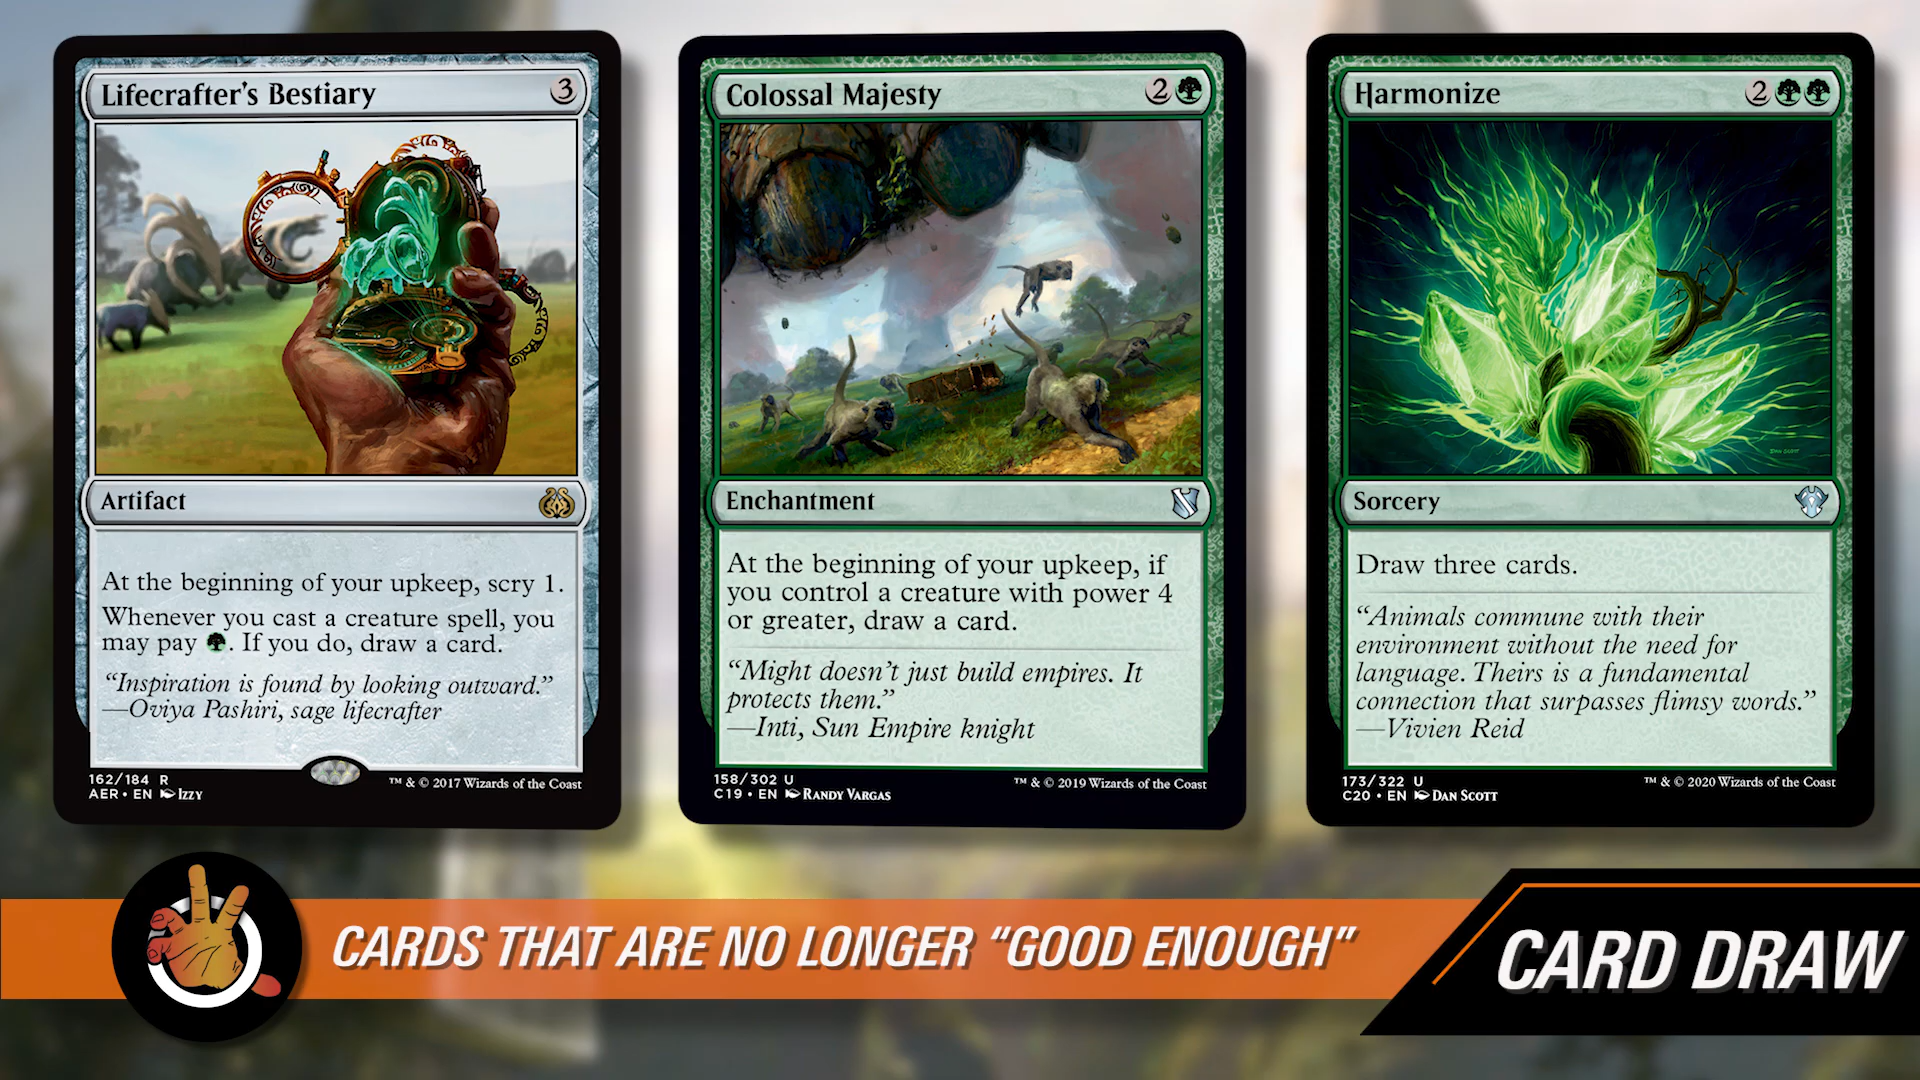 Lifecrafter's Bestiary 3
Artifact
At the beginning of your upkeep, scry 1.
Whenever you cast a creature spell, you
may pay . If you do, draw a card.
“Inspiration is found by looking outward.”
—Oviya Pashiri, sage lifecrafter
162/184 R
AER • EN Izzy
™ & © 2017 Wizards of the Coast
Colossal Majesty 2
Enchantment
At the beginning of your upkeep, if
you control a creature with power 4
or greater, draw a card.
“Might doesn't just build empires. It
protects them.”
—Inti, Sun Empire knight
158/302 U
C19 • EN Randy Vargas
™ & © 2019 Wizards of the Coast
Harmonize 2
Sorcery
Draw three cards.
“Animals commune with their
environment without the need for
language. Theirs is a fundamental
connection that surpasses flimsy words.”
—Vivien Reid
173/322 U
C20 • EN Dan Scott
™ & © 2020 Wizards of the Coast
CARDS THAT ARE NO LONGER “GOOD ENOUGH”
CARD DRAW